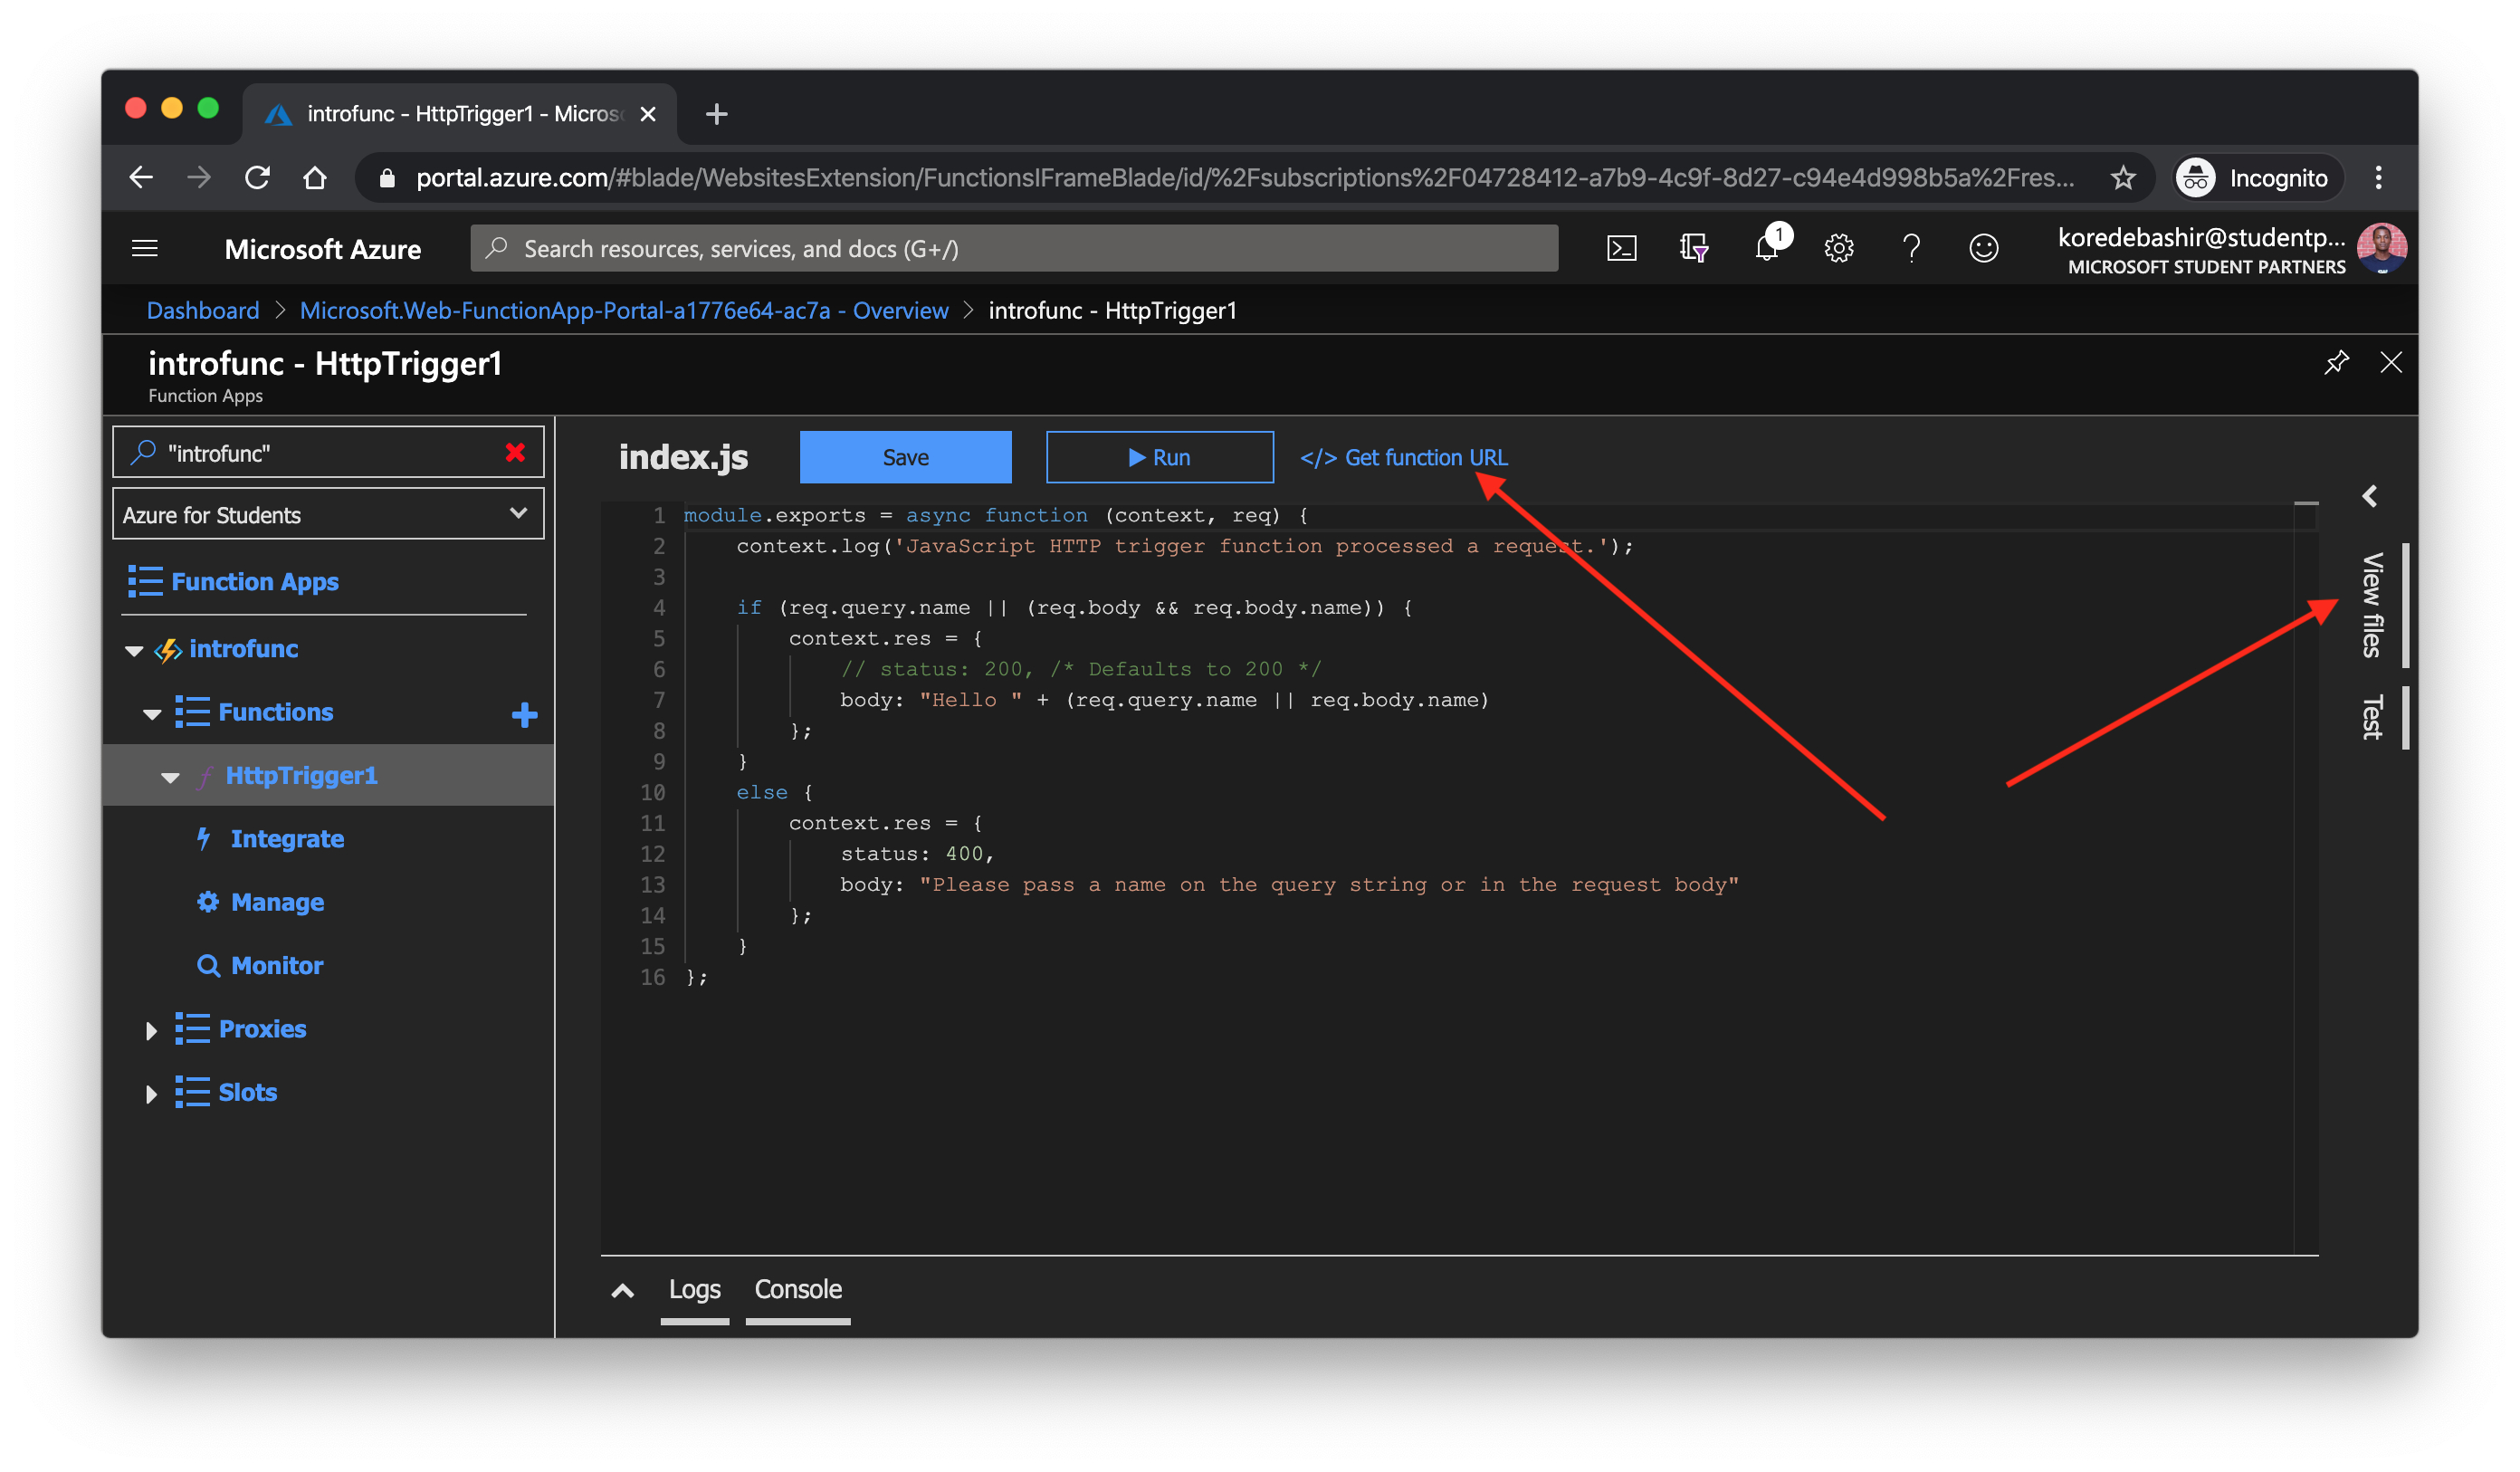 introfunc - HttpTrigger1 - Micros
portal.azure.com/#blade/WebsitesExtension/FunctionsIFrameBlade/id/%2Fsubscriptions%2F04728412-a7b9-4c9f-8d27-c94e4d998b5a%2Fres...
Incognito
Microsoft Azure
Search resources, services, and docs (G+/)
1
koredebashir@studentp...
MICROSOFT STUDENT PARTNERS
Dashboard > Microsoft.Web-FunctionApp-Portal-a1776e64-ac7a - Overview > introfunc - HttpTrigger1
introfunc - HttpTrigger1
Function Apps
"introfunc"
Azure for Students
Function Apps
introfunc
Functions
HttpTrigger1
Integrate
Manage
Monitor
Proxies
Slots
index.js
Save
Run
</> Get function URL
1 module.exports = async function (context, req) {
2     context.log('JavaScript HTTP trigger function processed a request.');
3
4     if (req.query.name || (req.body && req.body.name)) {
5         context.res = {
6             // status: 200, /* Defaults to 200 */
7             body: "Hello " + (req.query.name || req.body.name)
8         };
9     }
10     else {
11         context.res = {
12             status: 400,
13             body: "Please pass a name on the query string or in the request body"
14         };
15     }
16 };
View files
Test
Logs
Console